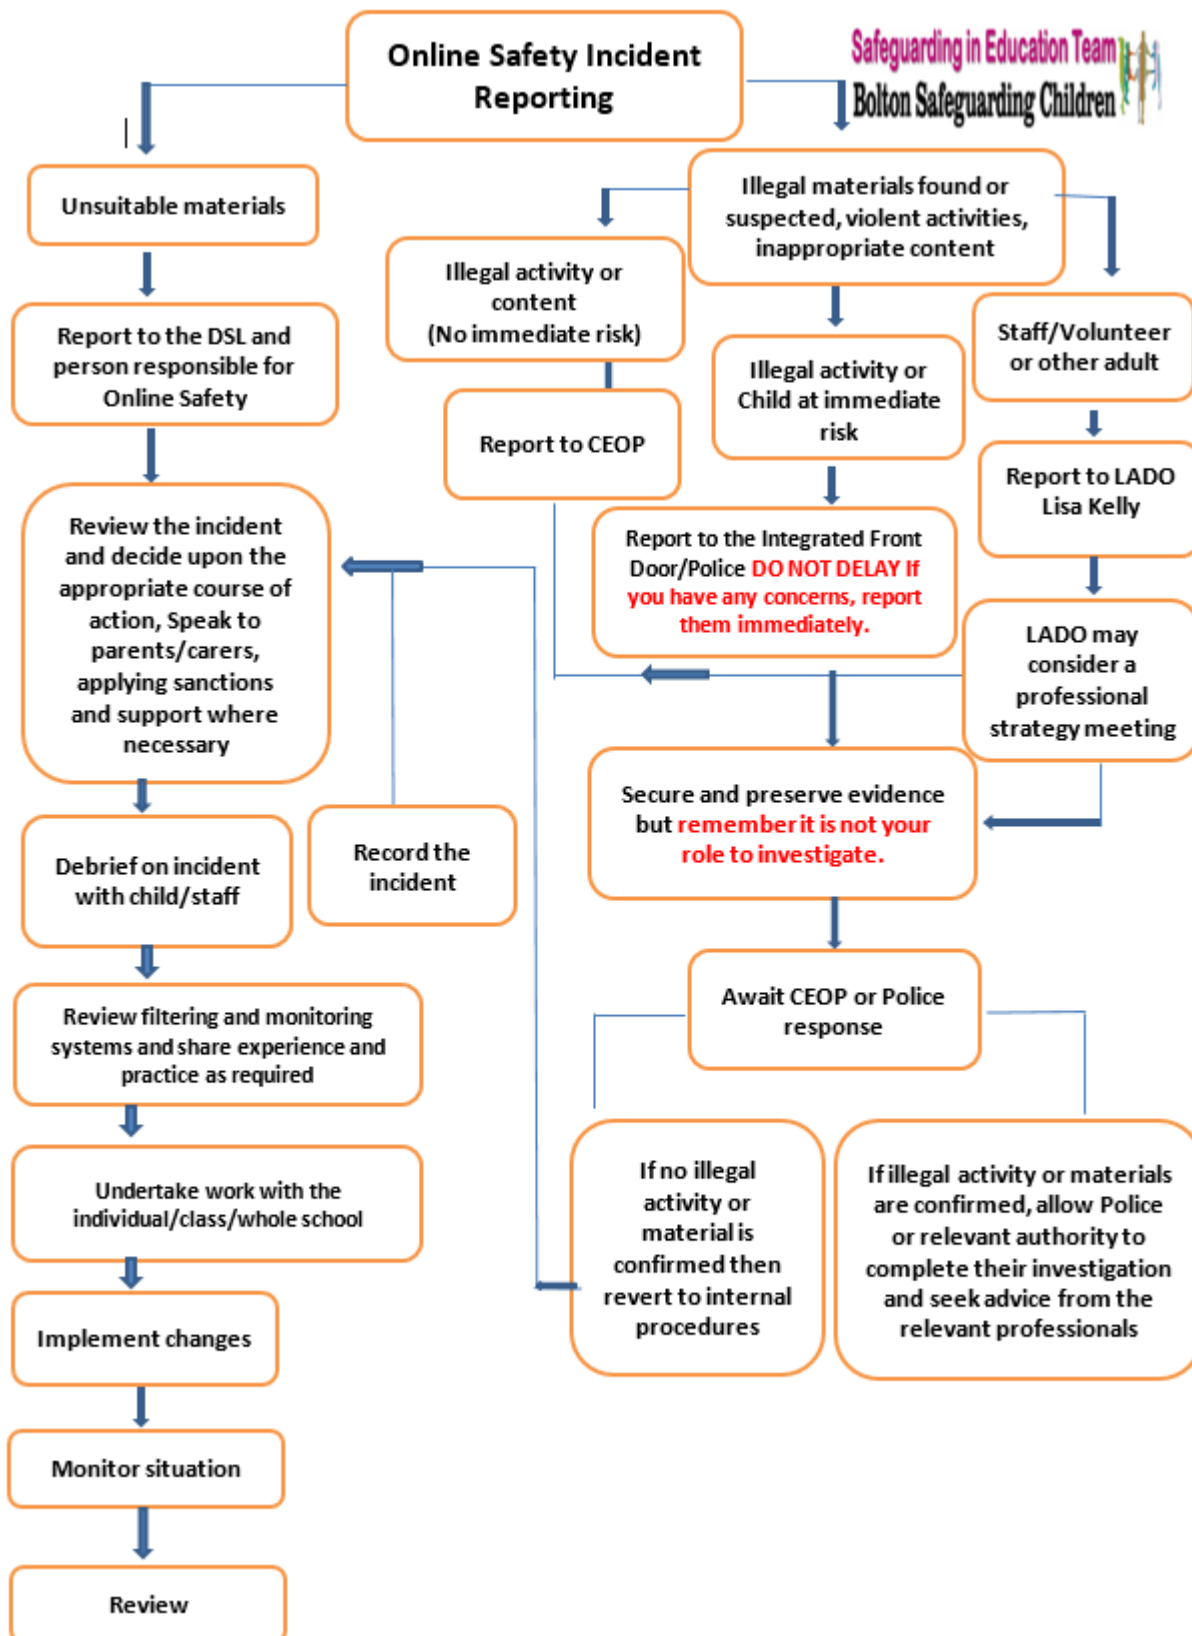 Online Safety Incident
Reporting
Safeguarding in Education Team
Bolton Safeguarding Children
Unsuitable materials
Illegal materials found or
suspected, violent activities,
inappropriate content
Illegal activity or
content
(No immediate risk)
Report to the DSL and
person responsible for
Online Safety
Illegal activity or
Child at immediate
risk
Staff/Volunteer
or other adult
Report to CEOP
Report to LADO
Lisa Kelly
Review the incident
and decide upon the
appropriate course of
action, Speak to
parents/carers,
applying sanctions
and support where
necessary
Report to the Integrated Front
Door/Police DO NOT DELAY If
you have any concerns, report
them immediately.
LADO may
consider a
professional
strategy meeting
Secure and preserve evidence
but remember it is not your
role to investigate.
Debrief on incident
with child/staff
Record the
incident
Review filtering and monitoring
systems and share experience and
practice as required
Await CEOP or Police
response
Undertake work with the
individual/class/whole school
If no illegal
activity or
material is
confirmed then
revert to internal
procedures
If illegal activity or materials
are confirmed, allow Police
or relevant authority to
complete their investigation
and seek advice from the
relevant professionals
Implement changes
Monitor situation
Review